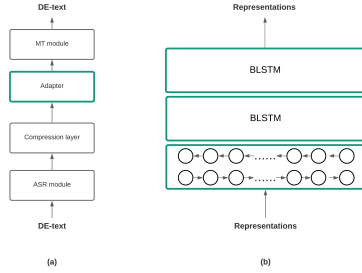 DE-text
MT module
Adapter
Compression layer
ASR module
DE-text
(a)
Representations
BLSTM
BLSTM
Representations
(b)